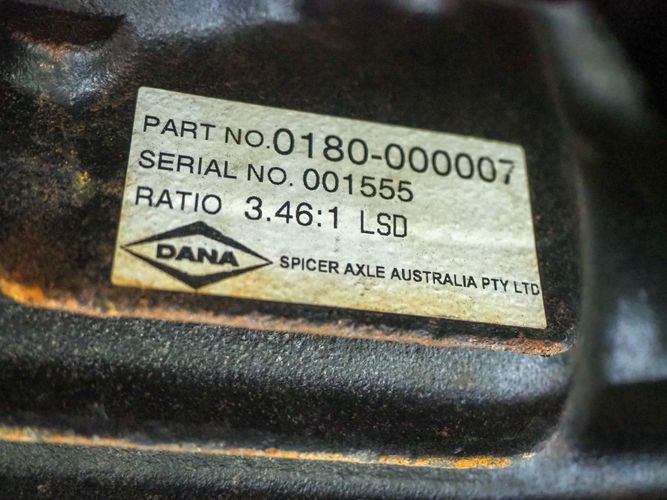 PART NO. 0180-000007
SERIAL NO. 001555
RATIO 3.46:1 LSD
DANA
SPICER AXLE AUSTRALIA PTY LTD